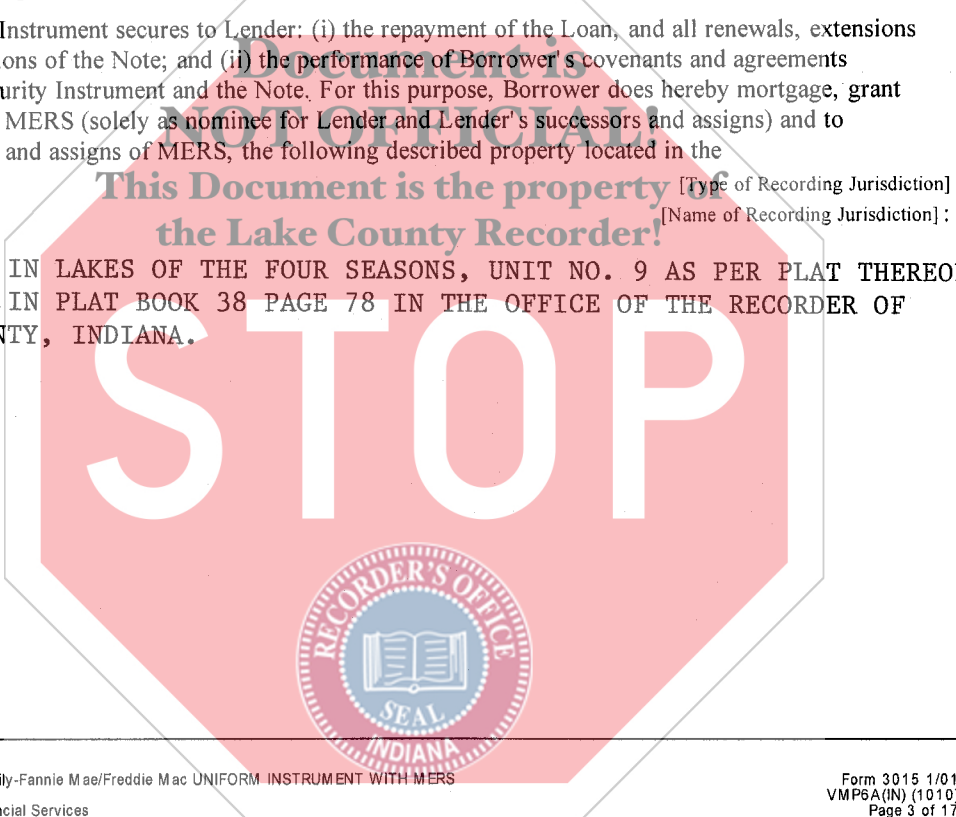 Instrument secures to Lender: (i) the repayment of the Loan, and all renewals, extensions
ons of the Note; and (ii) the performance of Borrower's covenants and agreements
Document is
urity Instrument and the Note. For this purpose, Borrower does hereby mortgage, grant
MERS (solely as nominee for Lender and Lender's successors and assigns) and to
NOT OFFICIAL!
and assigns of MERS, the following described property located in the
This Document is the property of
[Type of Recording Jurisdiction]
[Name of Recording Jurisdiction] :
the Lake County Recorder!
IN LAKES OF THE FOUR SEASONS, UNIT NO. 9 AS PER PLAT THEREO
IN PLAT BOOK 38 PAGE 78 IN THE OFFICE OF THE RECORDER OF
NTY, INDIANA.
STOP
RECORDER'S OFFICE
SEAL
INDIANA
ily-Fannie Mae/Freddie Mac UNIFORM INSTRUMENT WITH MERS
ncial Services
Form 3015 1/01
VMP6A(IN) (1010)
Page 3 of 17